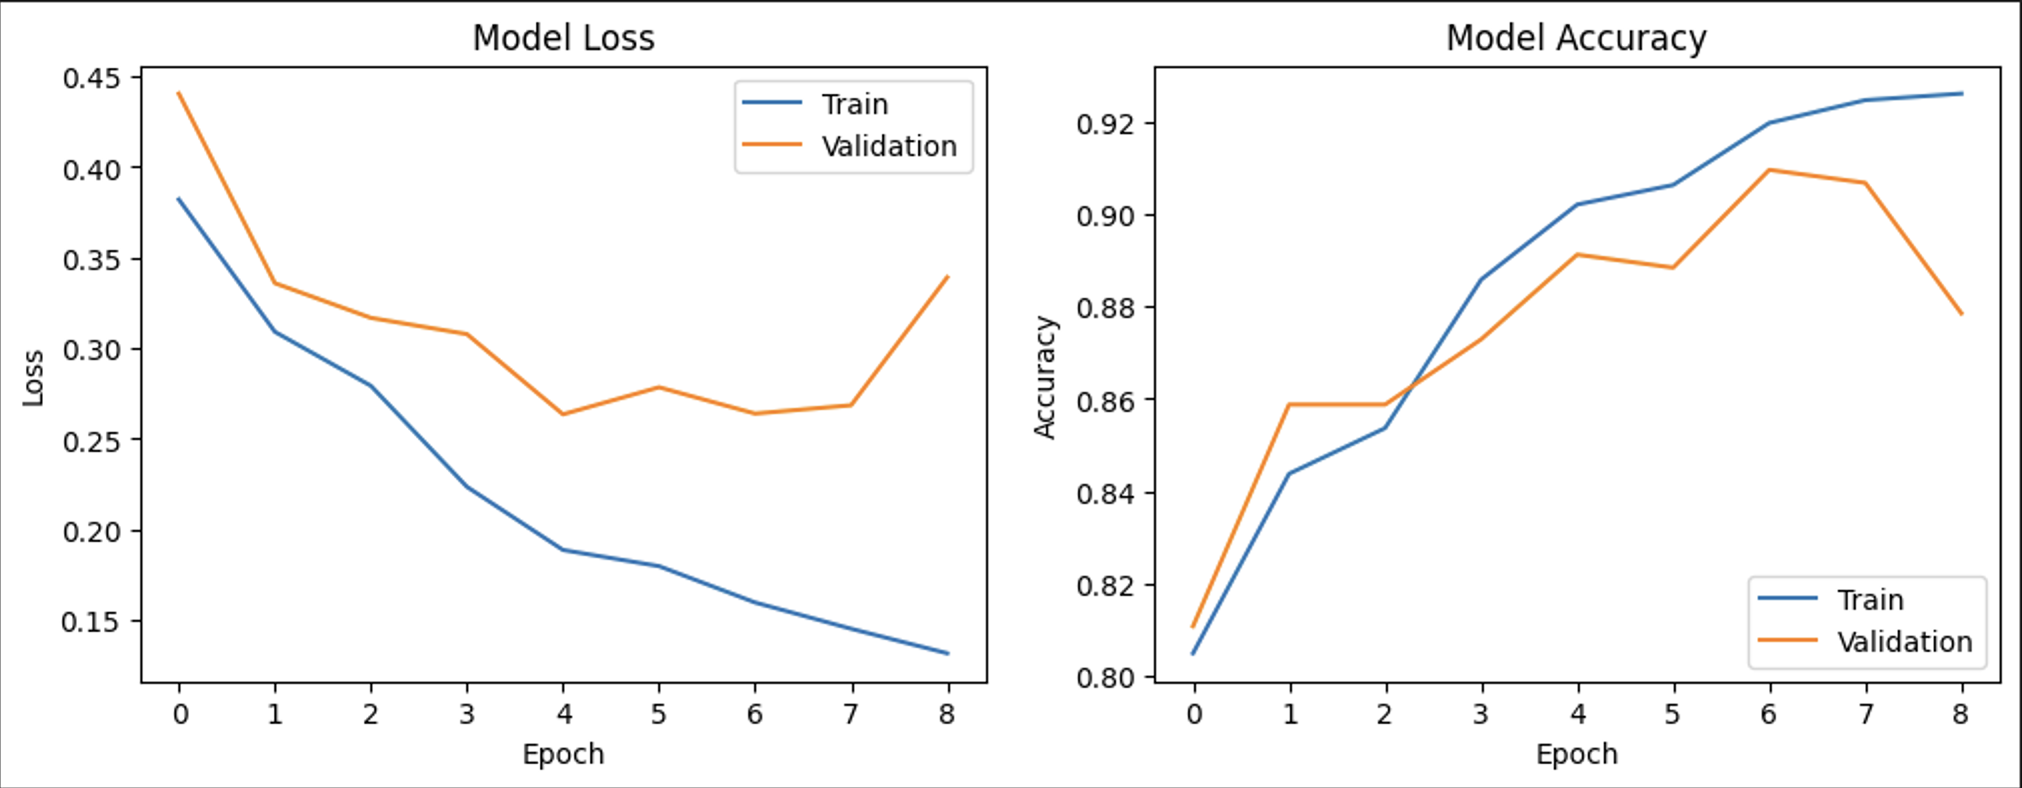 Model Loss
0.45
0.40
0.35
0.30
0.25
0.20
0.15
Loss
Train
Validation
0 1 2 3 4 5 6 7 8
Epoch
Model Accuracy
0.92
0.90
0.88
0.86
0.84
0.82
0.80
Accuracy
Train
Validation
0 1 2 3 4 5 6 7 8
Epoch